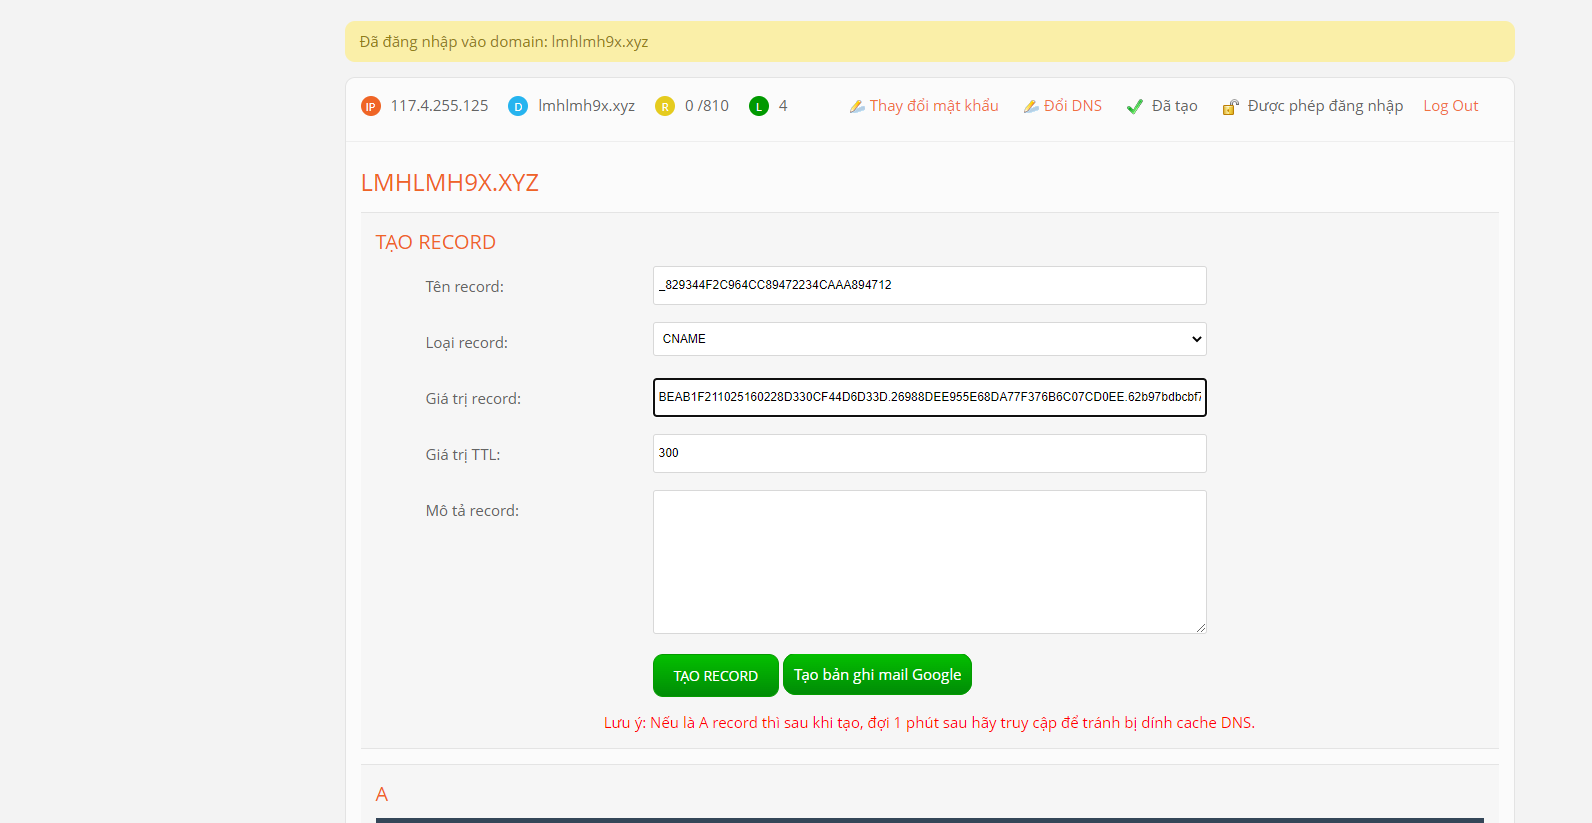 Đã đăng nhập vào domain: lmhlmh9x.xyz
IP 117.4.255.125 D lmhlmh9x.xyz R 0 /810 L 4 Thay đổi mật khẩu Đổi DNS Đã tạo Được phép đăng nhập Log Out
LMHLMH9X.XYZ
TẠO RECORD
Tên record: _829344F2C964CC89472234CAAA894712
Loại record: CNAME
Giá trị record: BEAB1F211025160228D330CF44D6D33D.26988DEE955E68DA77F376B6C07CD0EE.62b97bdbcbf7
Giá trị TTL: 300
Mô tả record:
TẠO RECORD Tạo bản ghi mail Google
Lưu ý: Nếu là A record thì sau khi tạo, đợi 1 phút sau hãy truy cập để tránh bị dính cache DNS.
A